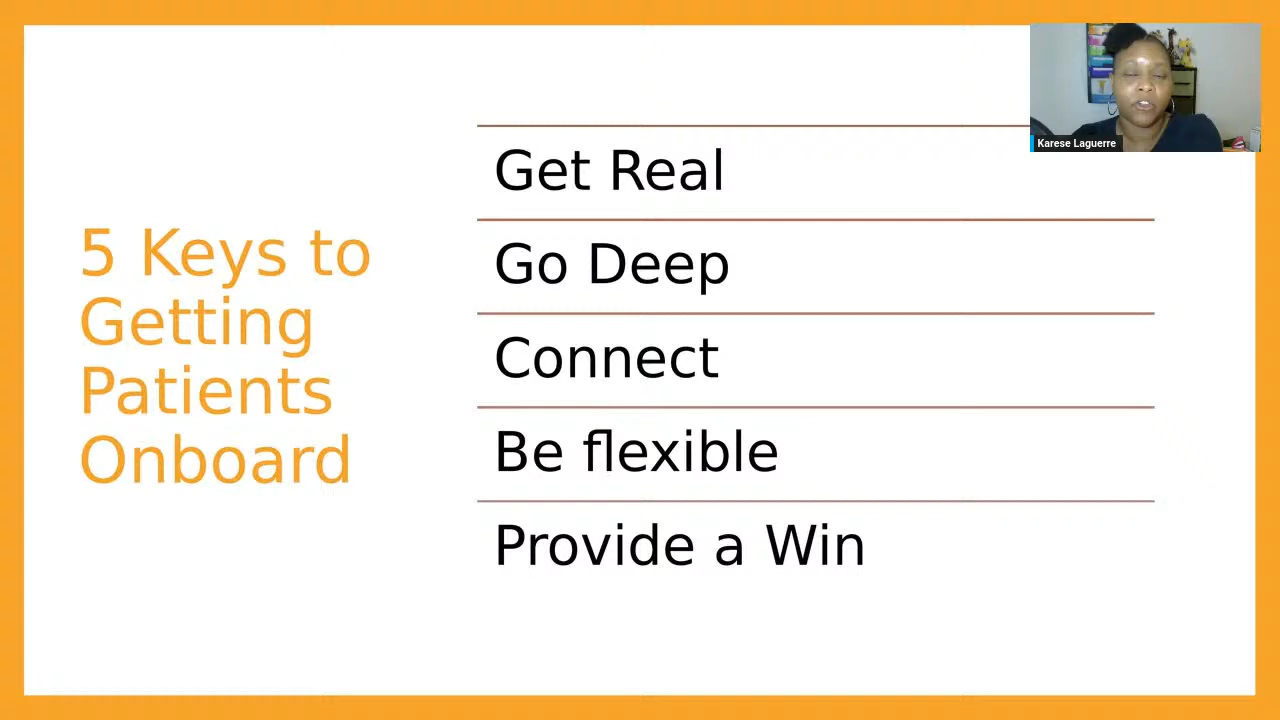 5 Keys to
Getting
Patients
Onboard
Get Real
Go Deep
Connect
Be flexible
Provide a Win
Karese Laguerre